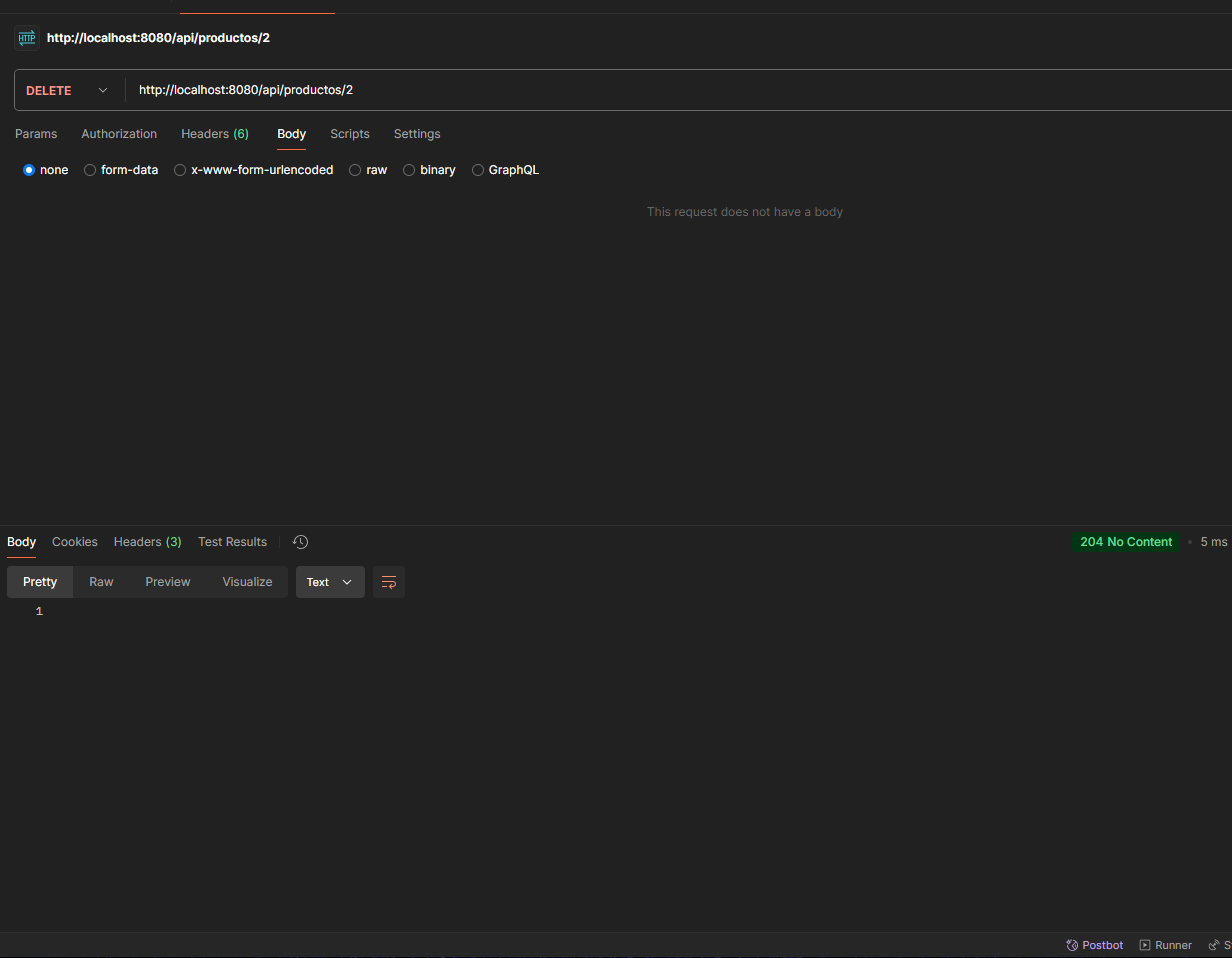 HTTP http://localhost:8080/api/productos/2
DELETE http://localhost:8080/api/productos/2
Params Authorization Headers (6) Body Scripts Settings
none form-data x-www-form-urlencoded raw binary GraphQL
This request does not have a body
Body Cookies Headers (3) Test Results 204 No Content • 5 ms
Pretty Raw Preview Visualize Text
1
Postbot Runner